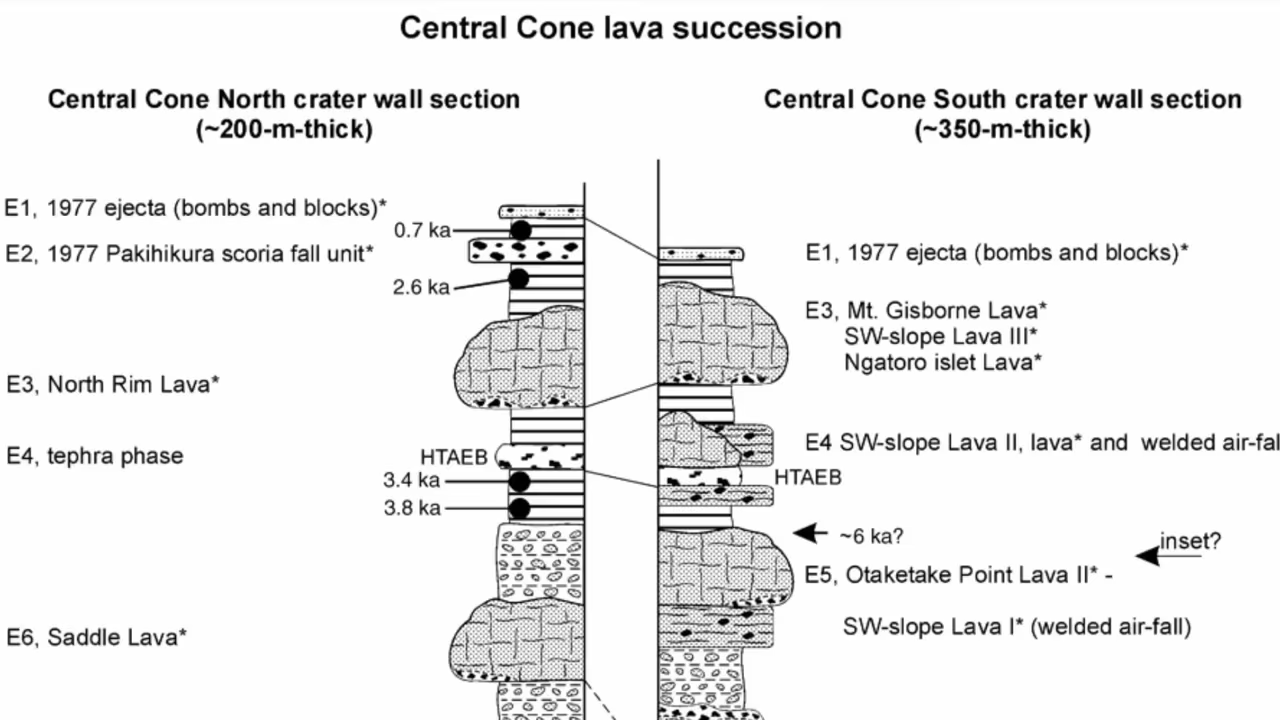 Central Cone lava succession
Central Cone North crater wall section
(~200-m-thick)
Central Cone South crater wall section
(~350-m-thick)
E1, 1977 ejecta (bombs and blocks)*
0.7 ka
E2, 1977 Pakihikura scoria fall unit*
2.6 ka
E3, North Rim Lava*
E4, tephra phase
HTAEB
3.4 ka
3.8 ka
E6, Saddle Lava*
E1, 1977 ejecta (bombs and blocks)*
E3, Mt. Gisborne Lava*
SW-slope Lava III*
Ngatoro islet Lava*
E4 SW-slope Lava II, lava* and welded air-fal
HTAEB
~6 ka?
inset?
E5, Otaketake Point Lava II* -
SW-slope Lava I* (welded air-fall)